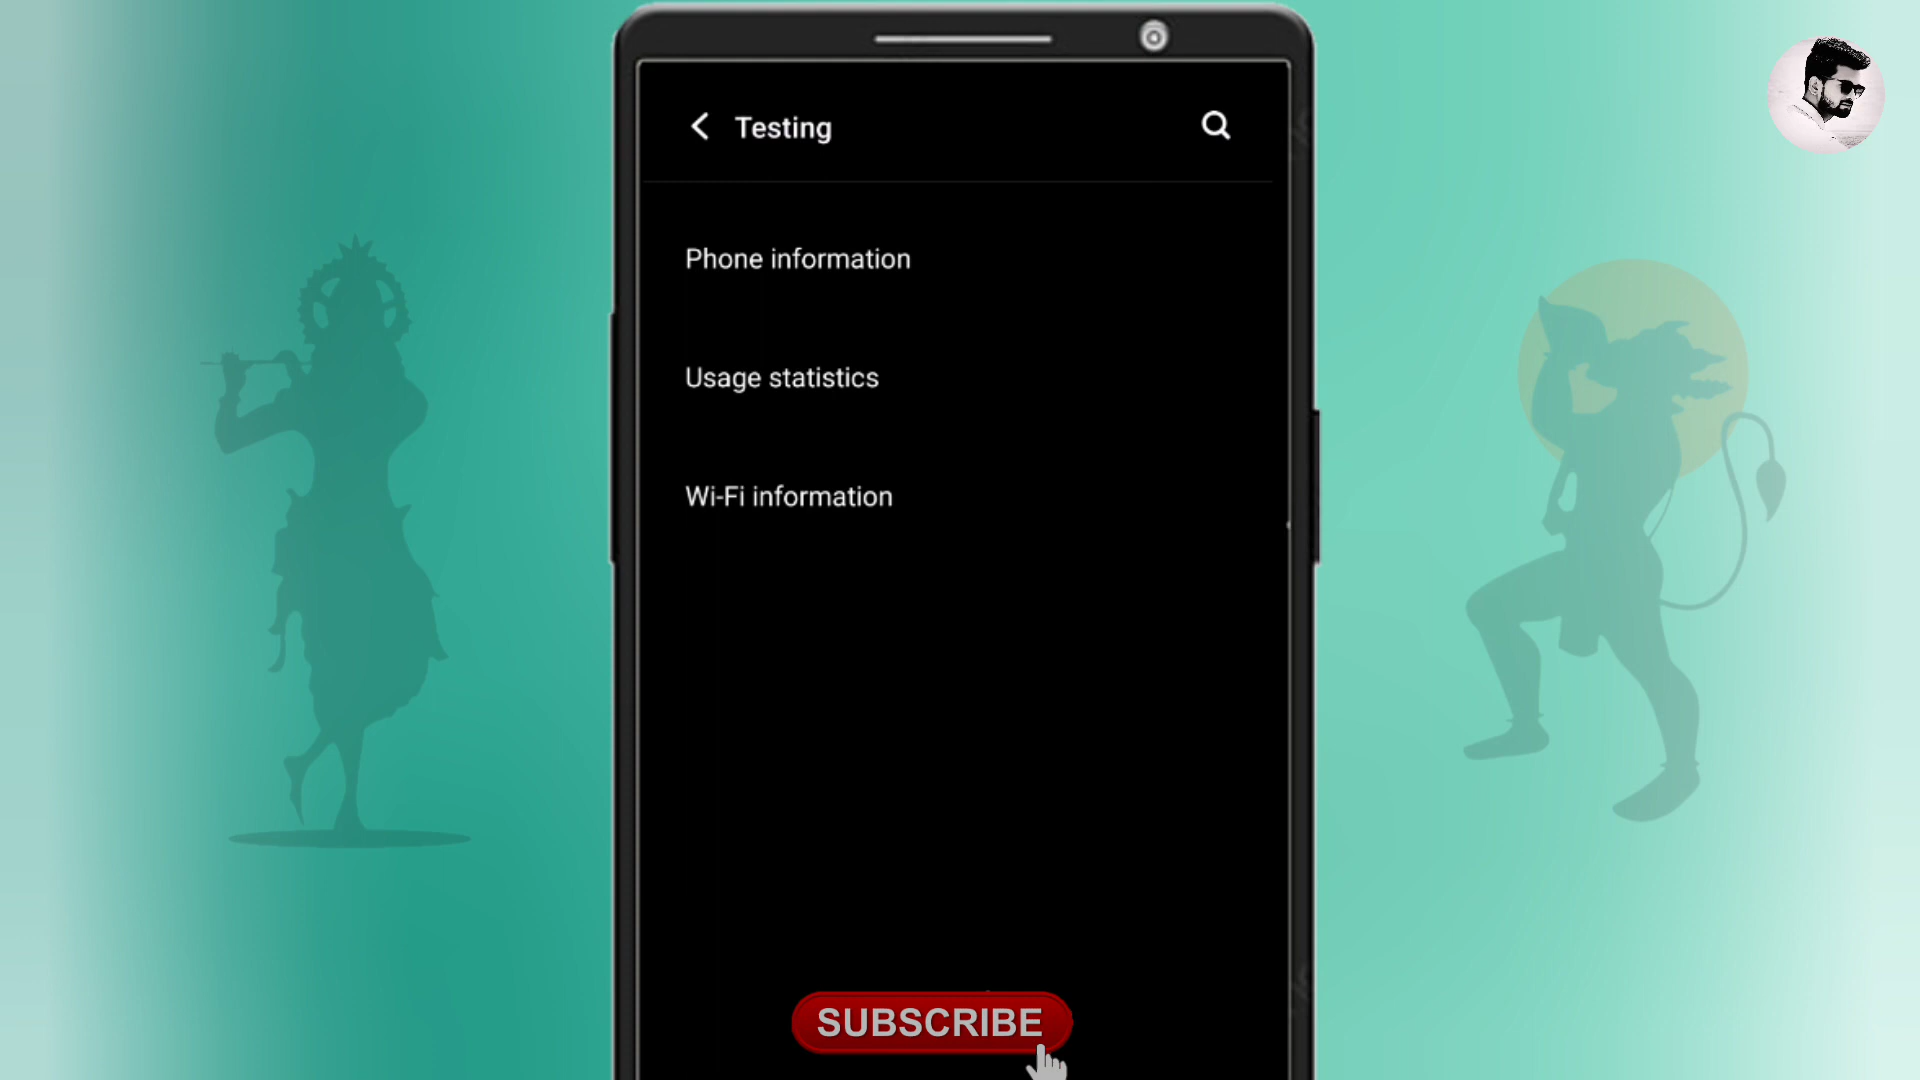 Testing
Phone information
Usage statistics
Wi-Fi information
SUBSCRIBE